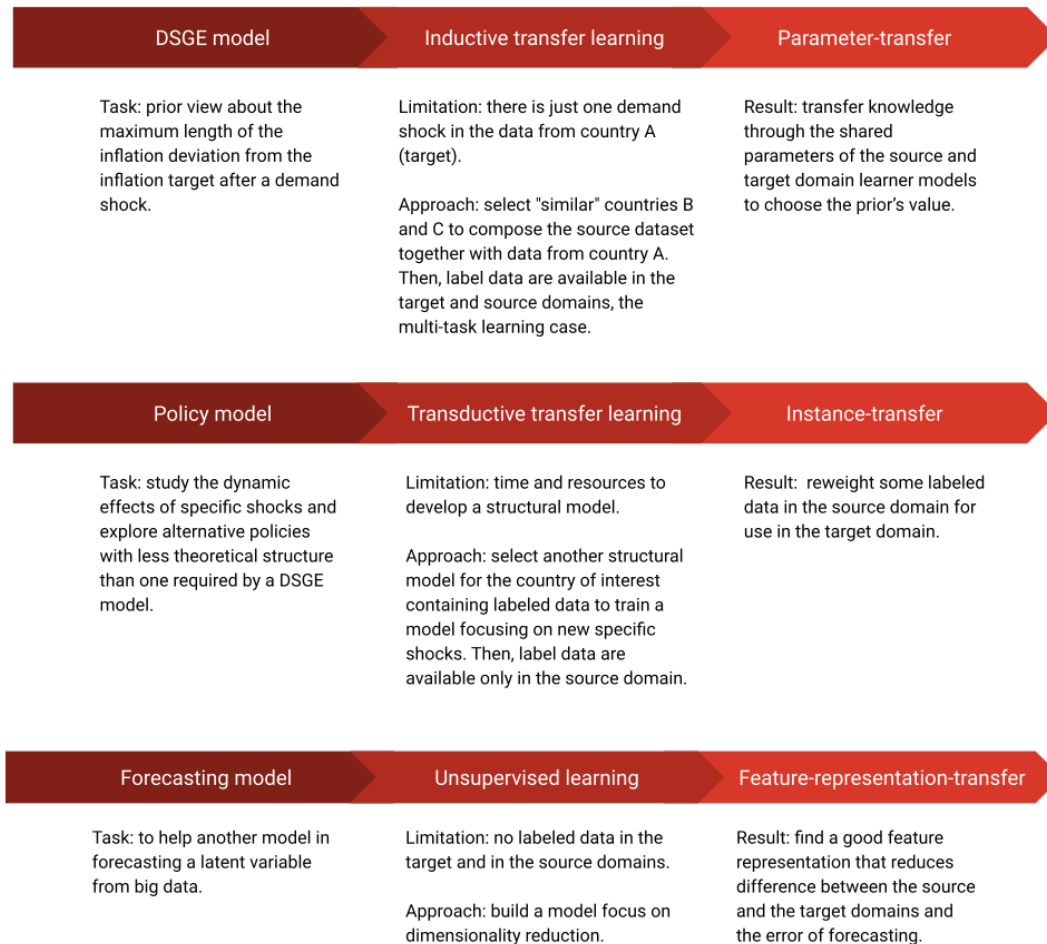 DSGE model
Inductive transfer learning
Parameter-transfer
Task: prior view about the
maximum length of the
inflation deviation from the
inflation target after a demand
shock.
Limitation: there is just one demand
shock in the data from country A
(target).
Approach: select "similar" countries B
and C to compose the source dataset
together with data from country A.
Then, label data are available in the
target and source domains, the
multi-task learning case.
Result: transfer knowledge
through the shared
parameters of the source and
target domain learner models
to choose the prior’s value.
Policy model
Transductive transfer learning
Instance-transfer
Task: study the dynamic
effects of specific shocks and
explore alternative policies
with less theoretical structure
than one required by a DSGE
model.
Limitation: time and resources to
develop a structural model.
Approach: select another structural
model for the country of interest
containing labeled data to train a
model focusing on new specific
shocks. Then, label data are
available only in the source domain.
Result: reweight some labeled
data in the source domain for
use in the target domain.
Forecasting model
Unsupervised learning
Feature-representation-transfer
Task: to help another model in
forecasting a latent variable
from big data.
Limitation: no labeled data in the
target and in the source domains.
Approach: build a model focus on
dimensionality reduction.
Result: find a good feature
representation that reduces
difference between the source
and the target domains and
the error of forecasting.